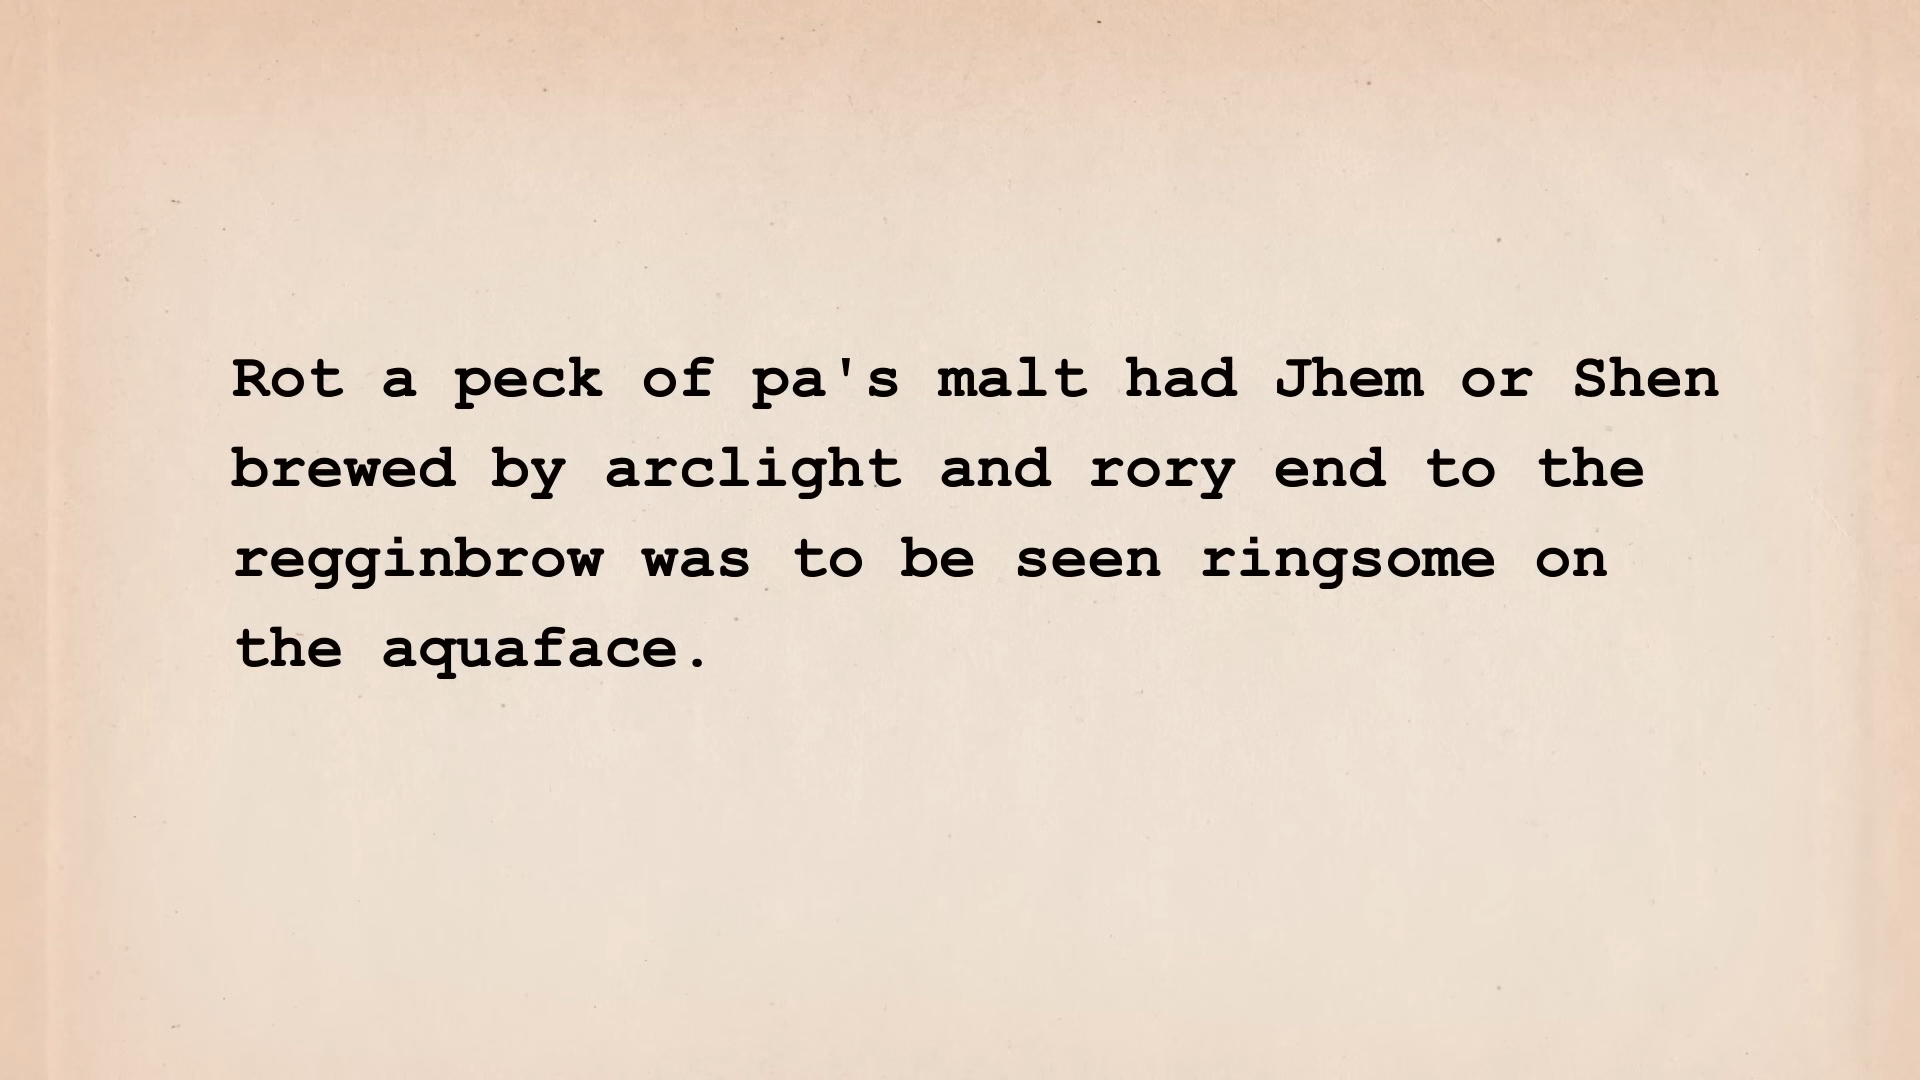 Rot a peck of pa's malt had Jhem or Shen
brewed by arclight and rory end to the
regginbrow was to be seen ringsome on
the aquaface.